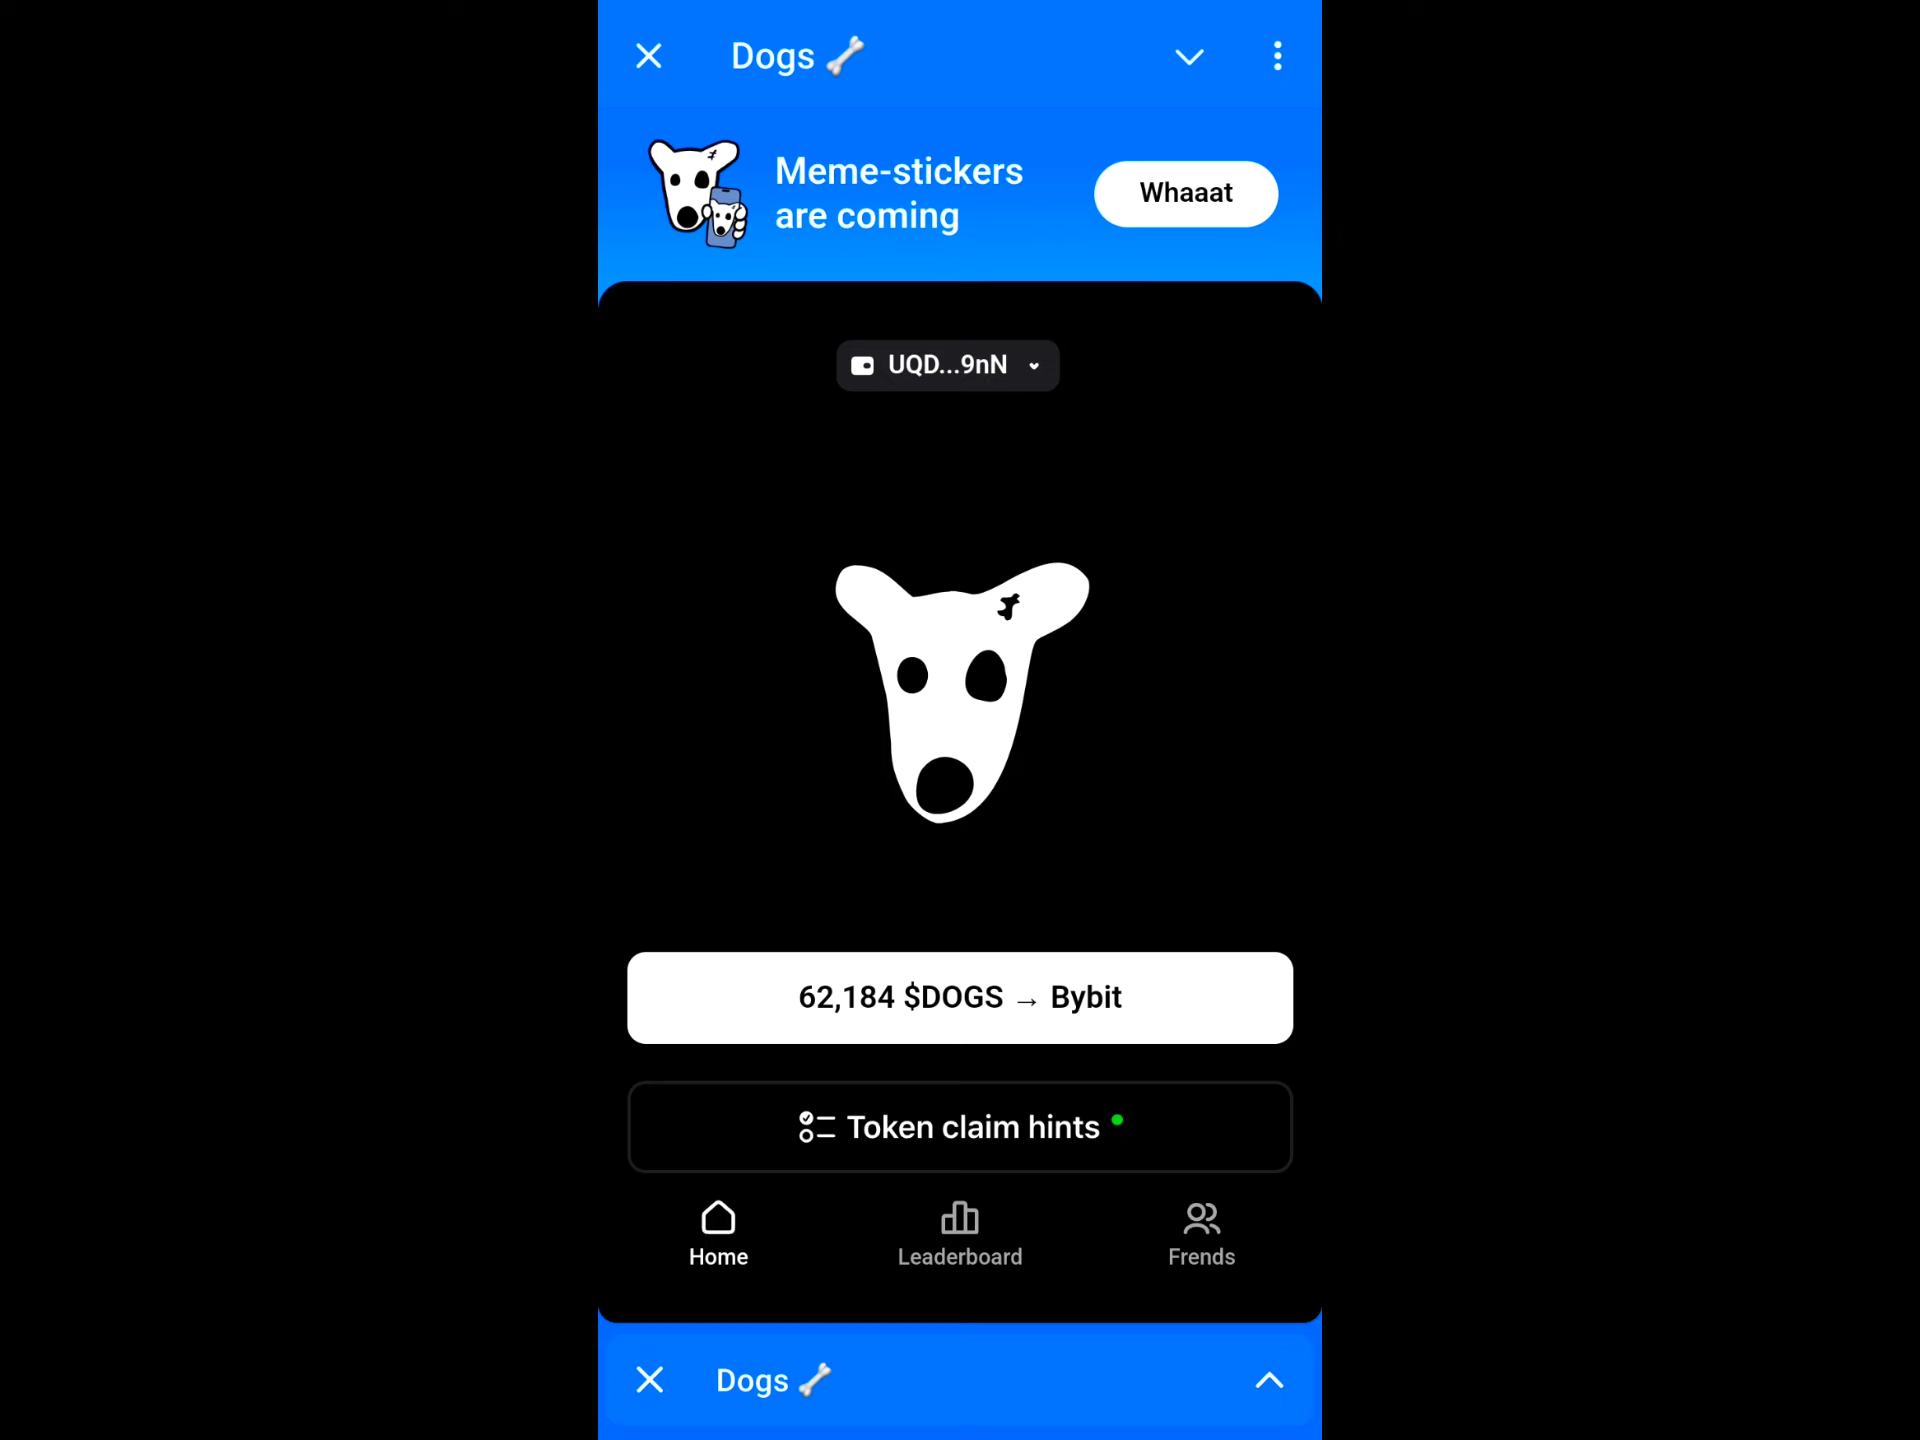 Dogs 🦴
Meme-stickers
are coming
Whaaat
UQD...9nN
62,184 $DOGS → Bybit
Token claim hints
Home
Leaderboard
Frends
Dogs 🦴